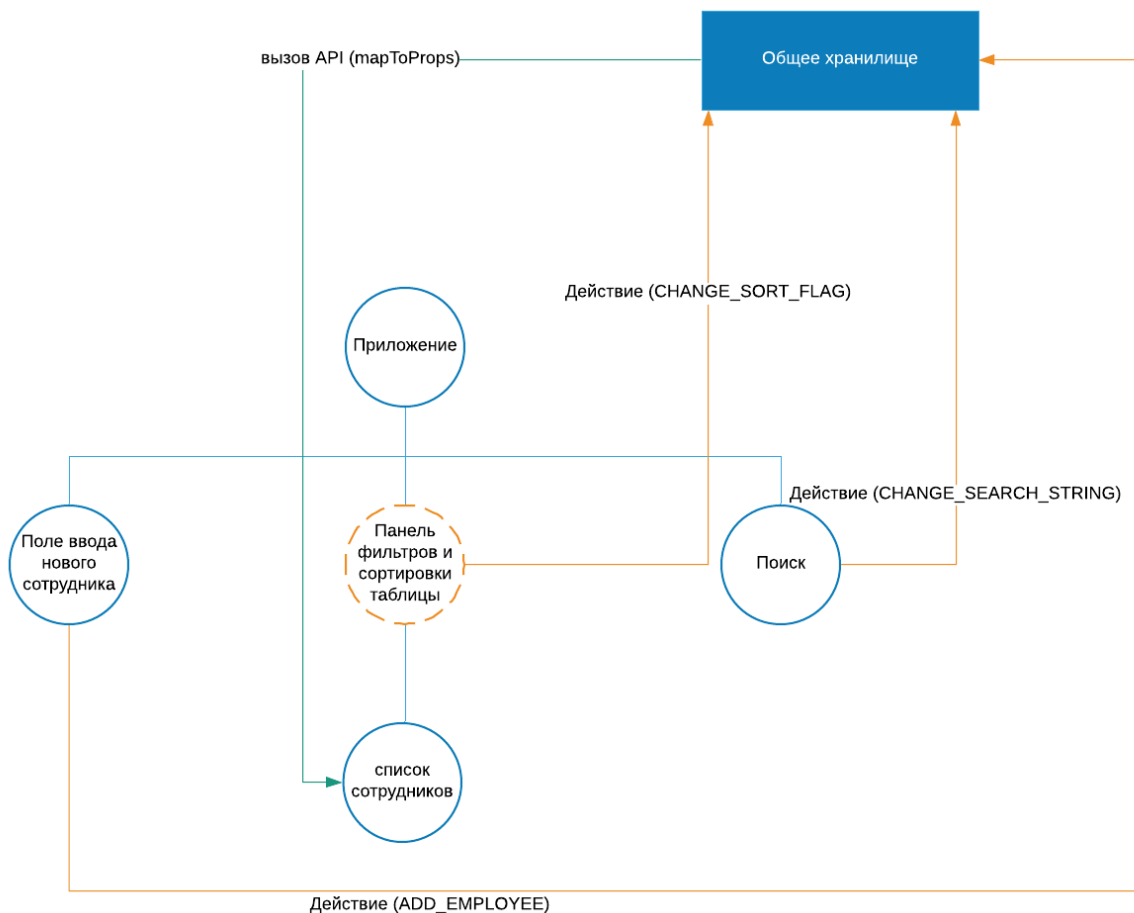 вызов API (mapToProps)
Общее хранилище
Действие (CHANGE_SORT_FLAG)
Приложение
Действие (CHANGE_SEARCH_STRING)
Поле ввода
нового
сотрудника
Панель
фильтров и
сортировки
таблицы
Поиск
список
сотрудников
Действие (ADD_EMPLOYEE)